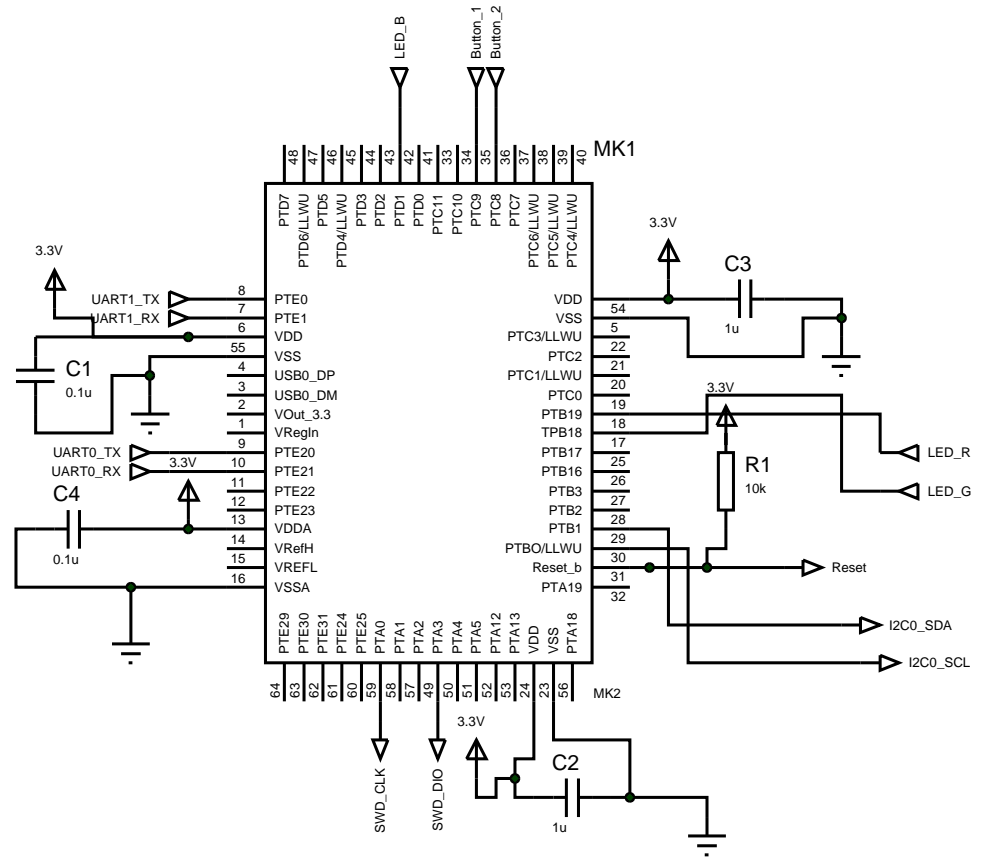 LED_B
Button_1
Button_2
MK1
48
47
46
45
44
43
42
41
33
34
35
36
37
38
39
40
PTD7
PTD6/LLWU
PTD5
PTD4/LLWU
PTD3
PTD2
PTD1
PTD0
PTC11
PTC10
PTC9
PTC8
PTC7
PTC6/LLWU
PTC5/LLWU
PTC4/LLWU
3.3V
UART1_TX
8
PTE0
UART1_RX
7
PTE1
6
VDD
55
VSS
C1
0.1u
4
USB0_DP
3
USB0_DM
2
VOut_3.3
1
VRegIn
UART0_TX
9
PTE20
UART0_RX
10
PTE21
3.3V
11
PTE22
12
PTE23
C4
0.1u
13
VDDA
14
VRefH
15
VREFL
16
VSSA
3.3V
C3
1u
VDD
54
VSS
5
PTC3/LLWU
22
PTC2
21
PTC1/LLWU
20
PTC0
19
PTB19
18
TPB18
17
PTB17
25
PTB16
26
PTB3
27
PTB2
28
PTB1
29
PTBO/LLWU
30
Reset_b
31
PTA19
32
3.3V
R1
10k
LED_R
LED_G
Reset
I2C0_SDA
I2C0_SCL
PTE29
PTE30
PTE31
PTE24
PTE25
PTA0
PTA1
PTA2
PTA3
PTA4
PTA5
PTA12
PTA13
VDD
VSS
PTA18
64
63
62
61
60
59
58
57
49
50
51
52
53
24
23
56
MK2
SWD_CLK
SWD_DIO
3.3V
C2
1u